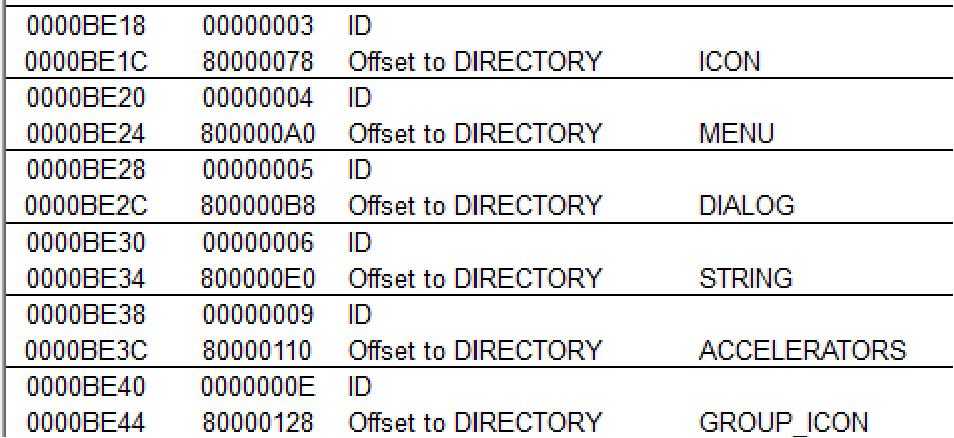 0000BE18 00000003 ID
0000BE1C 80000078 Offset to DIRECTORY ICON
0000BE20 00000004 ID
0000BE24 800000A0 Offset to DIRECTORY MENU
0000BE28 00000005 ID
0000BE2C 800000B8 Offset to DIRECTORY DIALOG
0000BE30 00000006 ID
0000BE34 800000E0 Offset to DIRECTORY STRING
0000BE38 00000009 ID
0000BE3C 80000110 Offset to DIRECTORY ACCELERATORS
0000BE40 0000000E ID
0000BE44 80000128 Offset to DIRECTORY GROUP_ICON